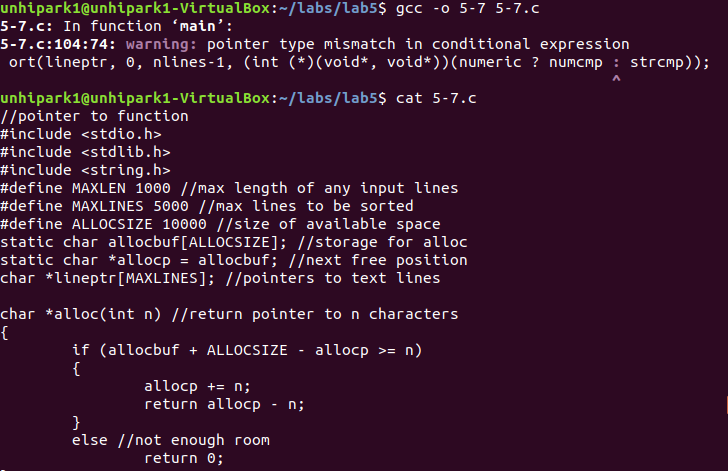 unhipark1@unhipark1-VirtualBox:~/labs/lab5$ gcc -o 5-7 5-7.c
5-7.c: In function ‘main’:
5-7.c:104:74: warning: pointer type mismatch in conditional expression
 ort(lineptr, 0, nlines-1, (int (*)(void*, void*))(numeric ? numcmp : strcmp));
                                                                    ^
unhipark1@unhipark1-VirtualBox:~/labs/lab5$ cat 5-7.c
//pointer to function
#include <stdio.h>
#include <stdlib.h>
#include <string.h>
#define MAXLEN 1000 //max length of any input lines
#define MAXLINES 5000 //max lines to be sorted
#define ALLOCSIZE 10000 //size of available space
static char allocbuf[ALLOCSIZE]; //storage for alloc
static char *allocp = allocbuf; //next free position
char *lineptr[MAXLINES]; //pointers to text lines

char *alloc(int n) //return pointer to n characters
{
        if (allocbuf + ALLOCSIZE - allocp >= n)
        {
                allocp += n;
                return allocp - n;
        }
        else //not enough room
                return 0;